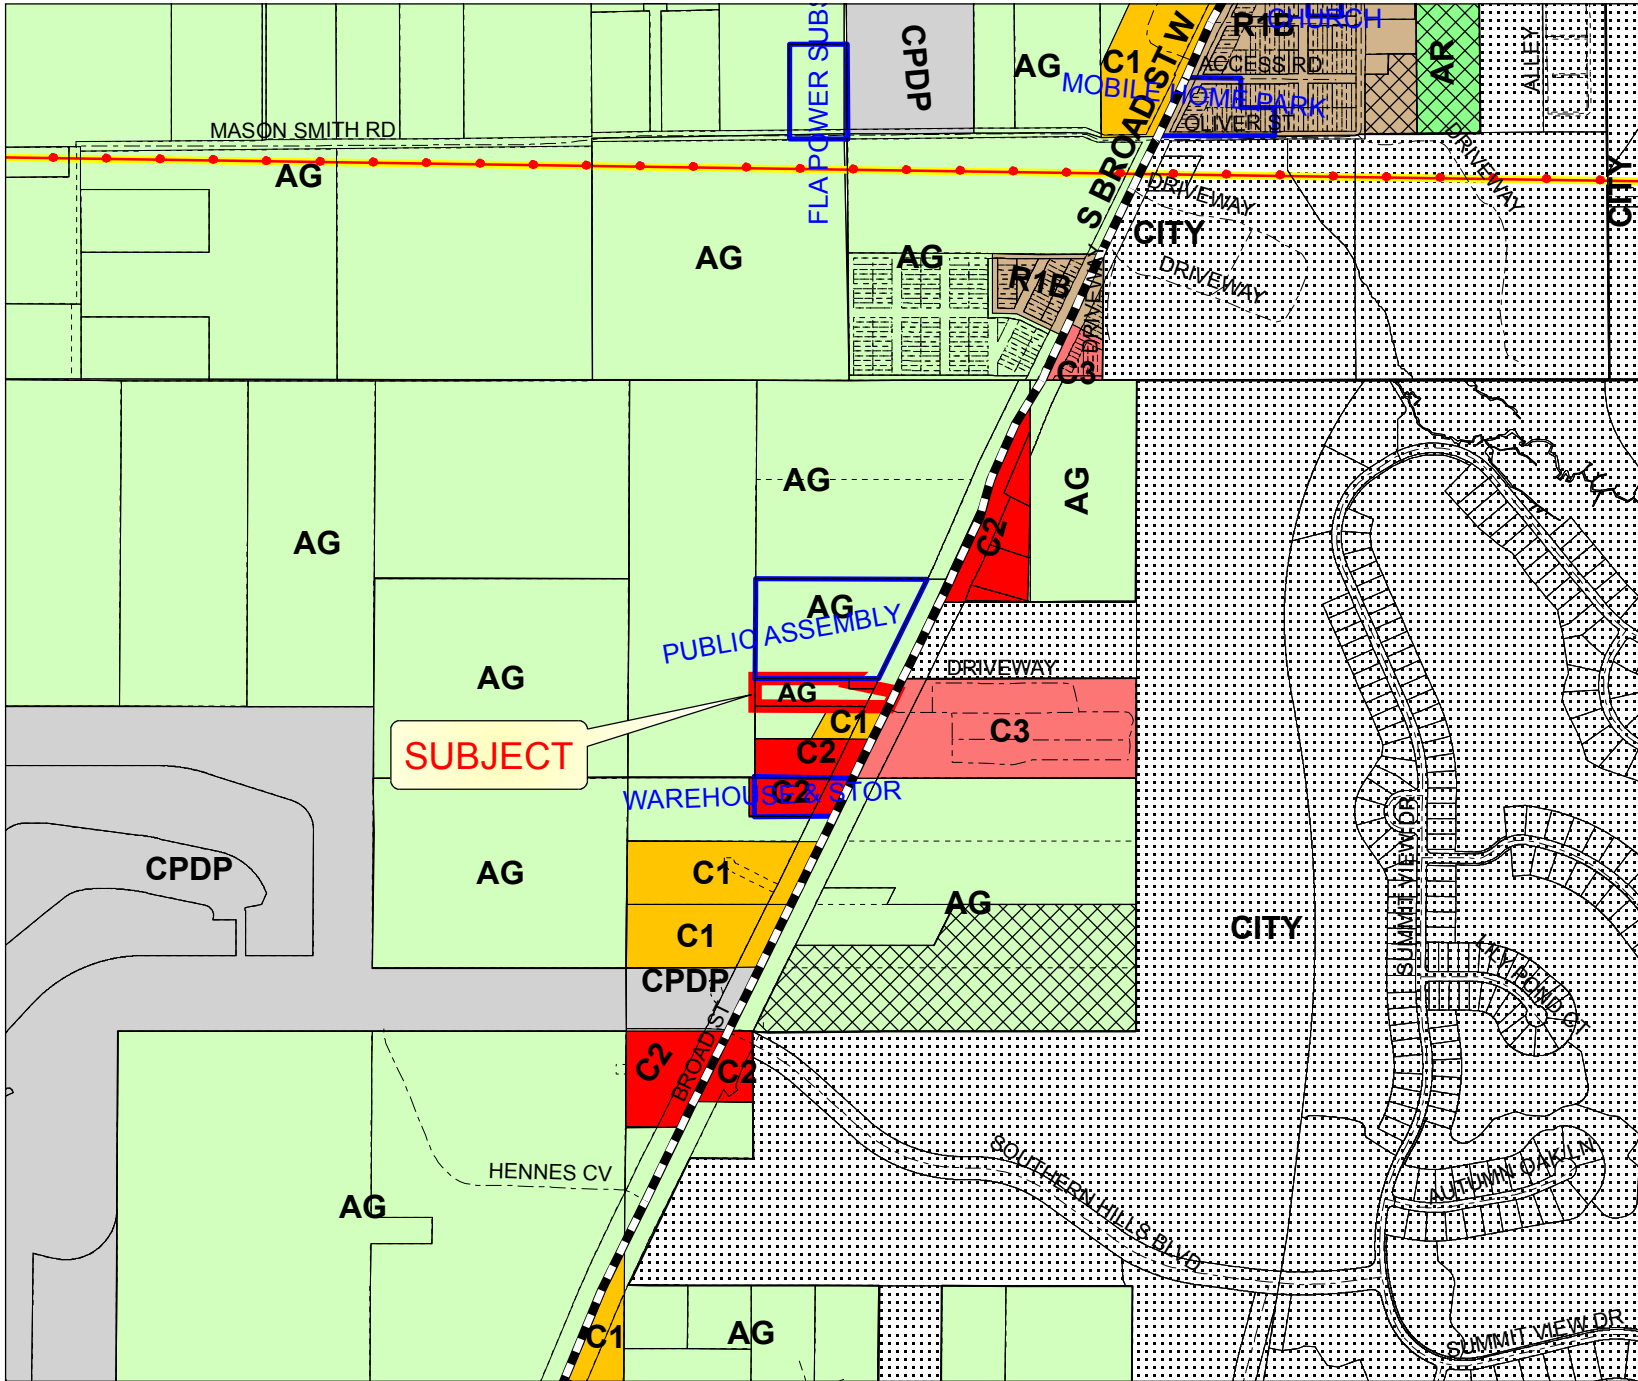 FLA POWER SUBS
CPDP
AG
C1
S BROAD ST W
R1B
CHURCH
ACCESS RD
MOBILE HOME PARK
OLIVER ST
AR
ALLEY
DRIVEWAY
CITY
MASON SMITH RD
AG
AG
AG
R1B
DRIVEWAY
C3
DRIVEWAY
CITY
DRIVEWAY
AG
AG
C2
AG
AG
PUBLIC ASSEMBLY
AG
AG
DRIVEWAY
SUBJECT
C1
C3
C2
C2
WAREHOUSE & STOR
CPDP
AG
C1
C1
AG
CITY
SUMMIT VIEW DR
LILY POND CT
CPDP
BROAD ST
C2
C2
HENNES CV
AG
SOUTHERN HILLS BLVD
AUTUMN OAK LN
C1
AG
SUMMIT VIEW DR